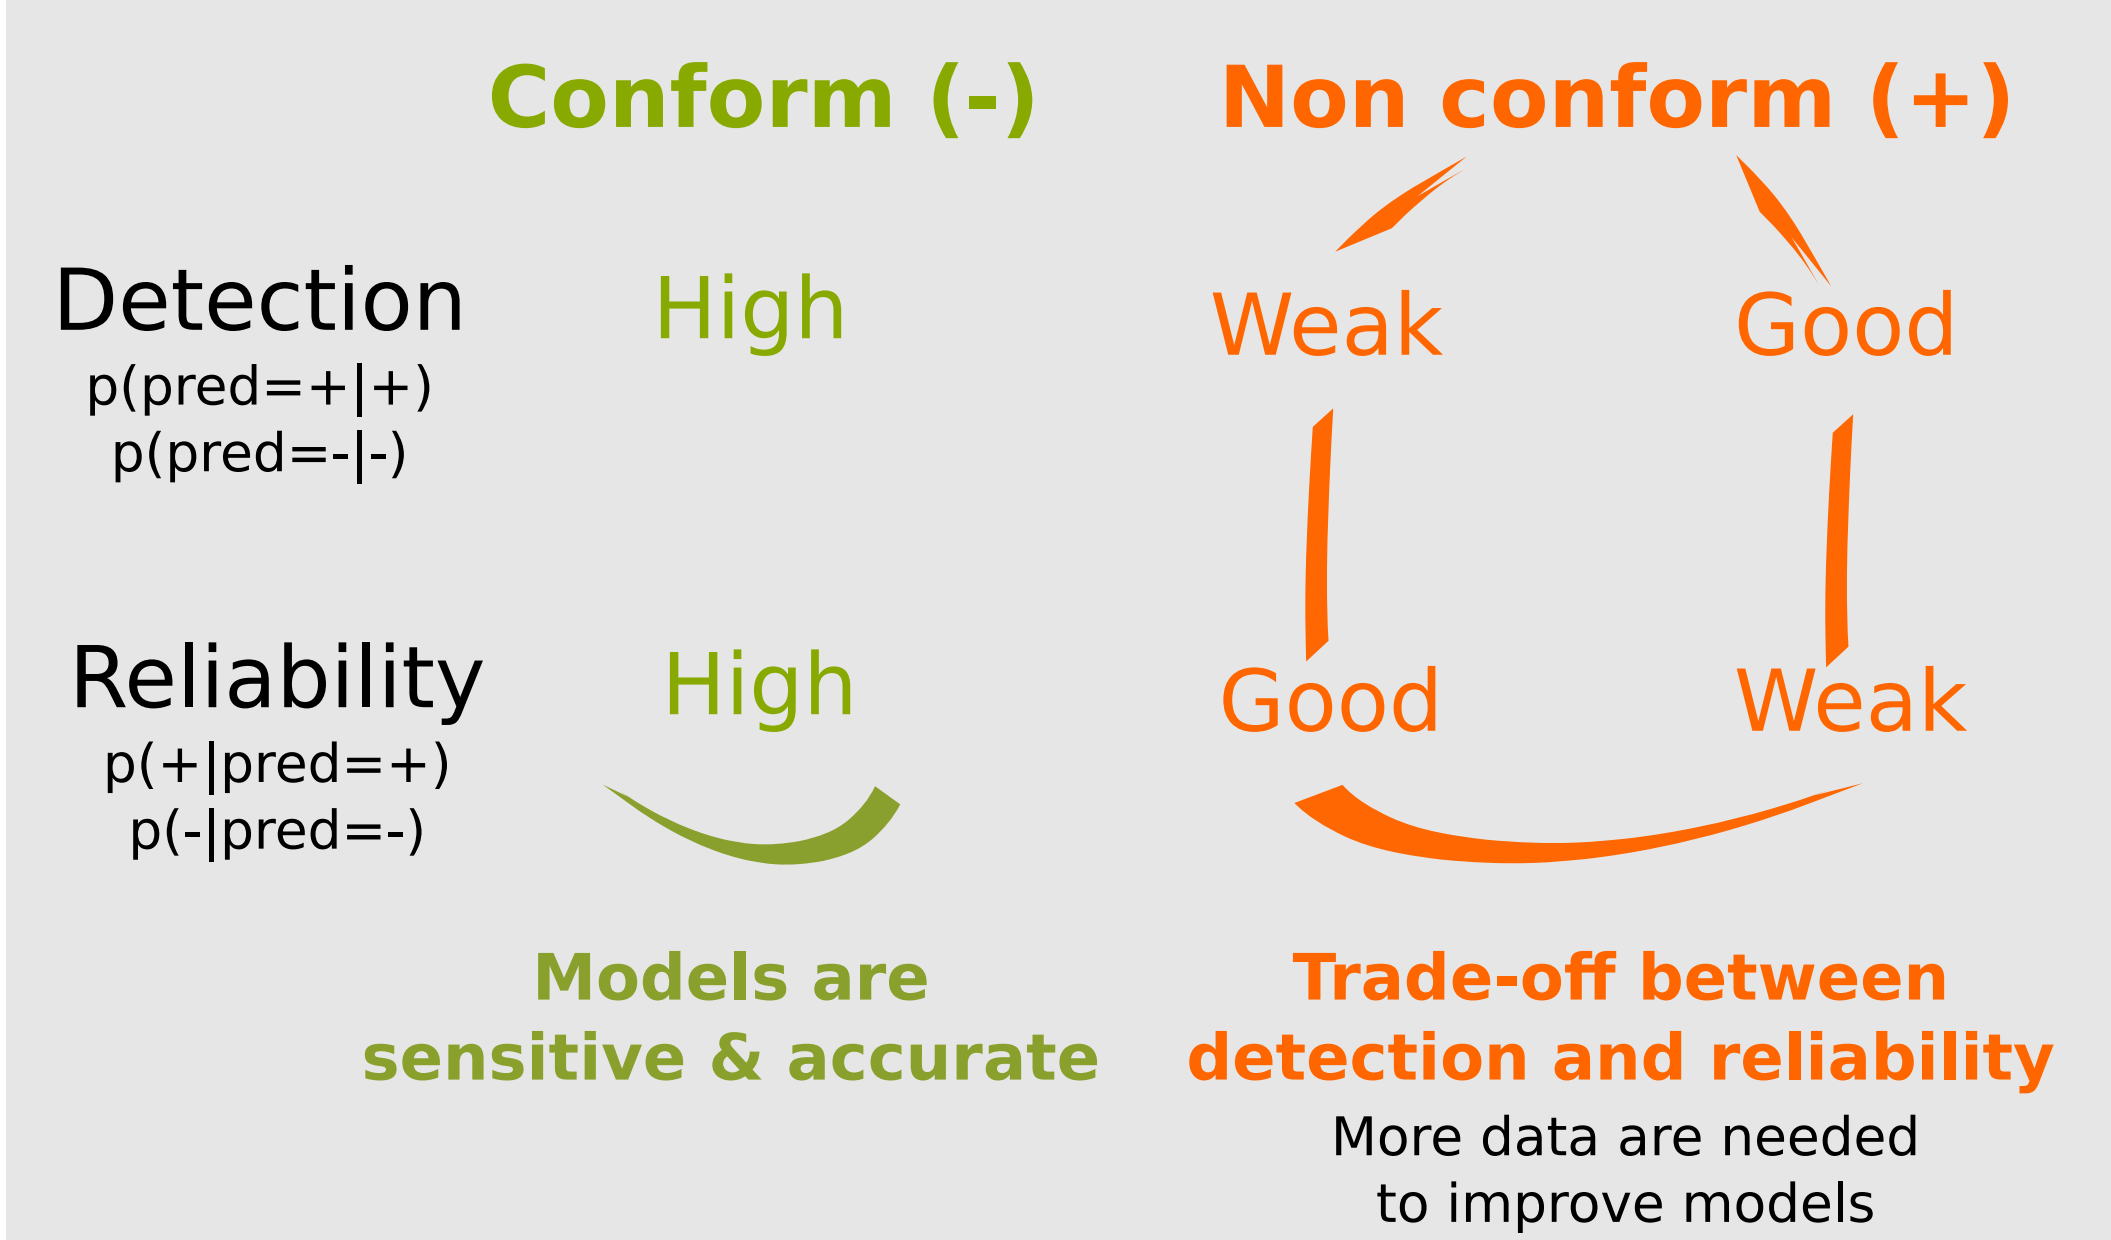 Conform (-)
Non conform (+)
Detection
p(pred=+|+)
p(pred=-|-)
High
Weak
Good
Reliability
p(+|pred=+)
p(-|pred=-)
High
Good
Weak
Models are
sensitive & accurate
Trade-off between
detection and reliability
More data are needed
to improve models